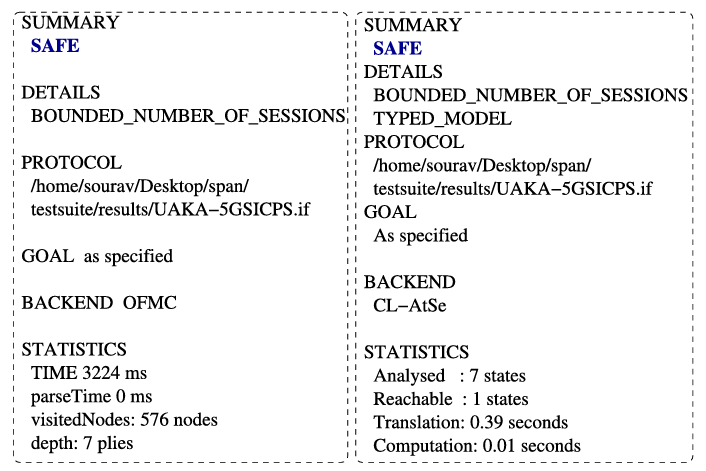 SUMMARY
SAFE
DETAILS
BOUNDED_NUMBER_OF_SESSIONS
PROTOCOL
/home/sourav/Desktop/span/
testsuite/results/UAKA−5GSICPS.if
GOAL as specified
BACKEND OFMC
STATISTICS
TIME 3224 ms
parseTime 0 ms
visitedNodes: 576 nodes
depth: 7 plies
SUMMARY
SAFE
DETAILS
BOUNDED_NUMBER_OF_SESSIONS
TYPED_MODEL
PROTOCOL
/home/sourav/Desktop/span/
testsuite/results/UAKA−5GSICPS.if
GOAL
As specified
BACKEND
CL−AtSe
STATISTICS
Analysed : 7 states
Reachable : 1 states
Translation: 0.39 seconds
Computation: 0.01 seconds